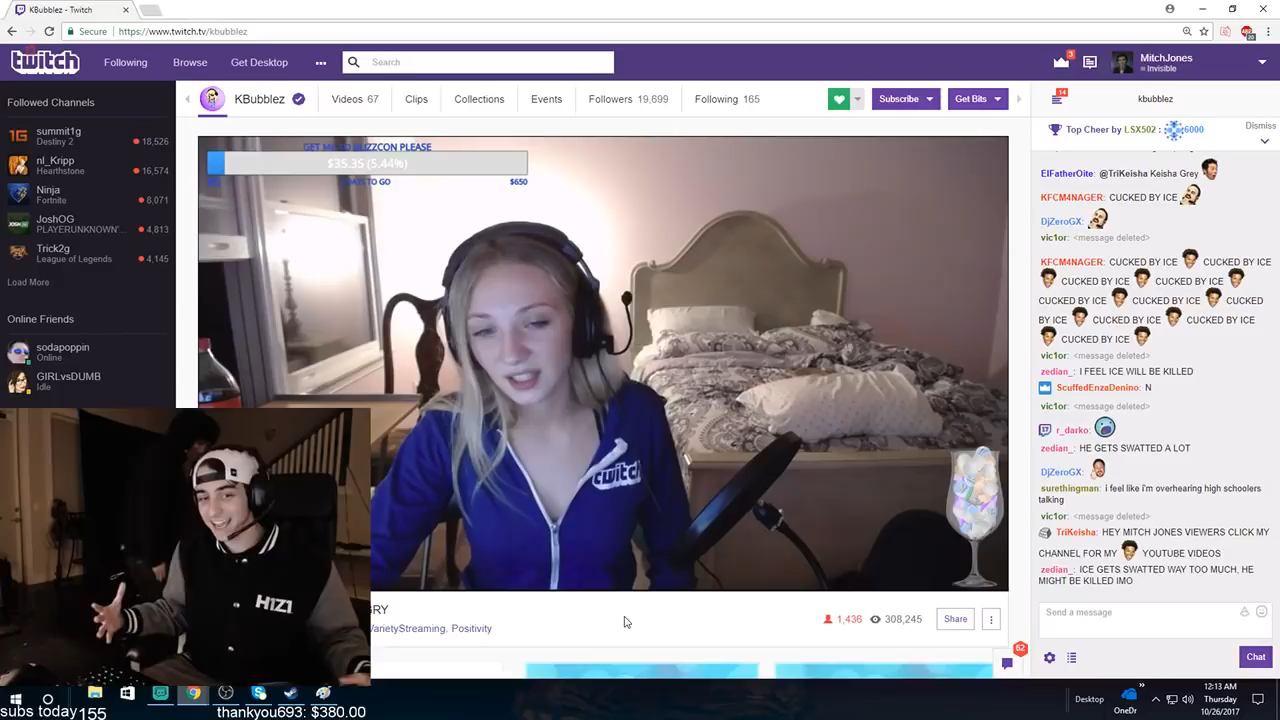 KBubblez - Twitch
Secure https://www.twitch.tv/kbubblez
twitch Following Browse Get Desktop Search 3 MitchJones
Invisible
Followed Channels
summit1g
Destiny 2 18,526
nl_Kripp
Hearthstone 16,574
Ninja
Fortnite 8,071
JoshOG
PLAYERUNKNOWN'... 4,813
Trick2g
League of Legends 4,145
Load More
Online Friends
sodapoppin
Online
GIRLvsDUMB
Idle
KBubblez Videos 67 Clips Collections Events Followers 19,699 Following 165 Subscribe Get Bits
$35.35 (5.44%)
$650
twitch
HIZI
GRY
VarietyStreaming, Positivity
1,436 308,245 Share
14
kbubblez
Top Cheer by LSX502 : 6000 Dismiss
ElFatherOite: @TriKeisha Keisha Grey
KFCM4NAGER: CUCKED BY ICE
DjZeroGX:
vic1or: <message deleted>
KFCM4NAGER: CUCKED BY ICE CUCKED BY ICE
CUCKED BY ICE CUCKED BY ICE
CUCKED BY ICE CUCKED BY ICE CUCKED
BY ICE CUCKED BY ICE CUCKED BY ICE
CUCKED BY ICE
vic1or: <message deleted>
zedian_: I FEEL ICE WILL BE KILLED
ScuffedEnzaDenino: N
vic1or: <message deleted>
r_darko:
zedian_: HE GETS SWATTED A LOT
DjZeroGX:
surethingman: i feel like i'm overhearing high schoolers
talking
vic1or: <message deleted>
TriKeisha: HEY MITCH JONES VIEWERS CLICK MY
CHANNEL FOR MY YOUTUBE VIDEOS
zedian_: ICE GETS SWATTED WAY TOO MUCH, HE
MIGHT BE KILLED IMO
Send a message
Chat
62
subs today 155
thankyou693: $380.00
Desktop
OneDr
12:13 AM
Thursday
10/26/2017